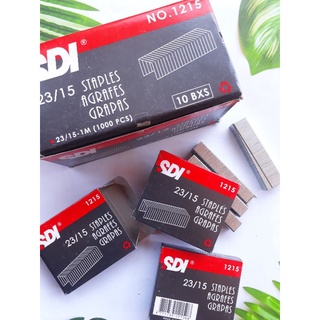 NO.1215
SDI
23/15 STAPLES
AGRAFES
GRAPAS
23/15-1M (1000 PCS)
10 BXS
SDI
1215
23/15 STAPLES
AGRAFES
GRAPAS
SDI
1215
23/15 STAPLES
AGRAFES
GRAPAS
SDI
1215
23/15 STAPLES
AGRAFES
GRAPAS